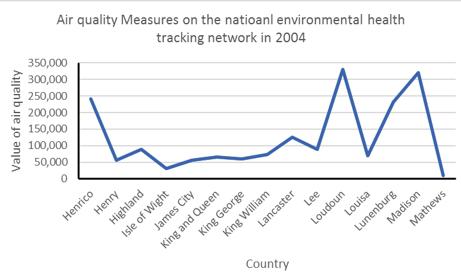 Air quality Measures on the natioanl environmental health
tracking network in 2004
Value of air quality
350,000
300,000
250,000
200,000
150,000
100,000
50,000
0
Henrico
Henry
Highland
Isle of Wight
James City
King and Queen
King George
King William
Lancaster
Lee
Loudoun
Louisa
Lunenburg
Madison
Mathews
Country